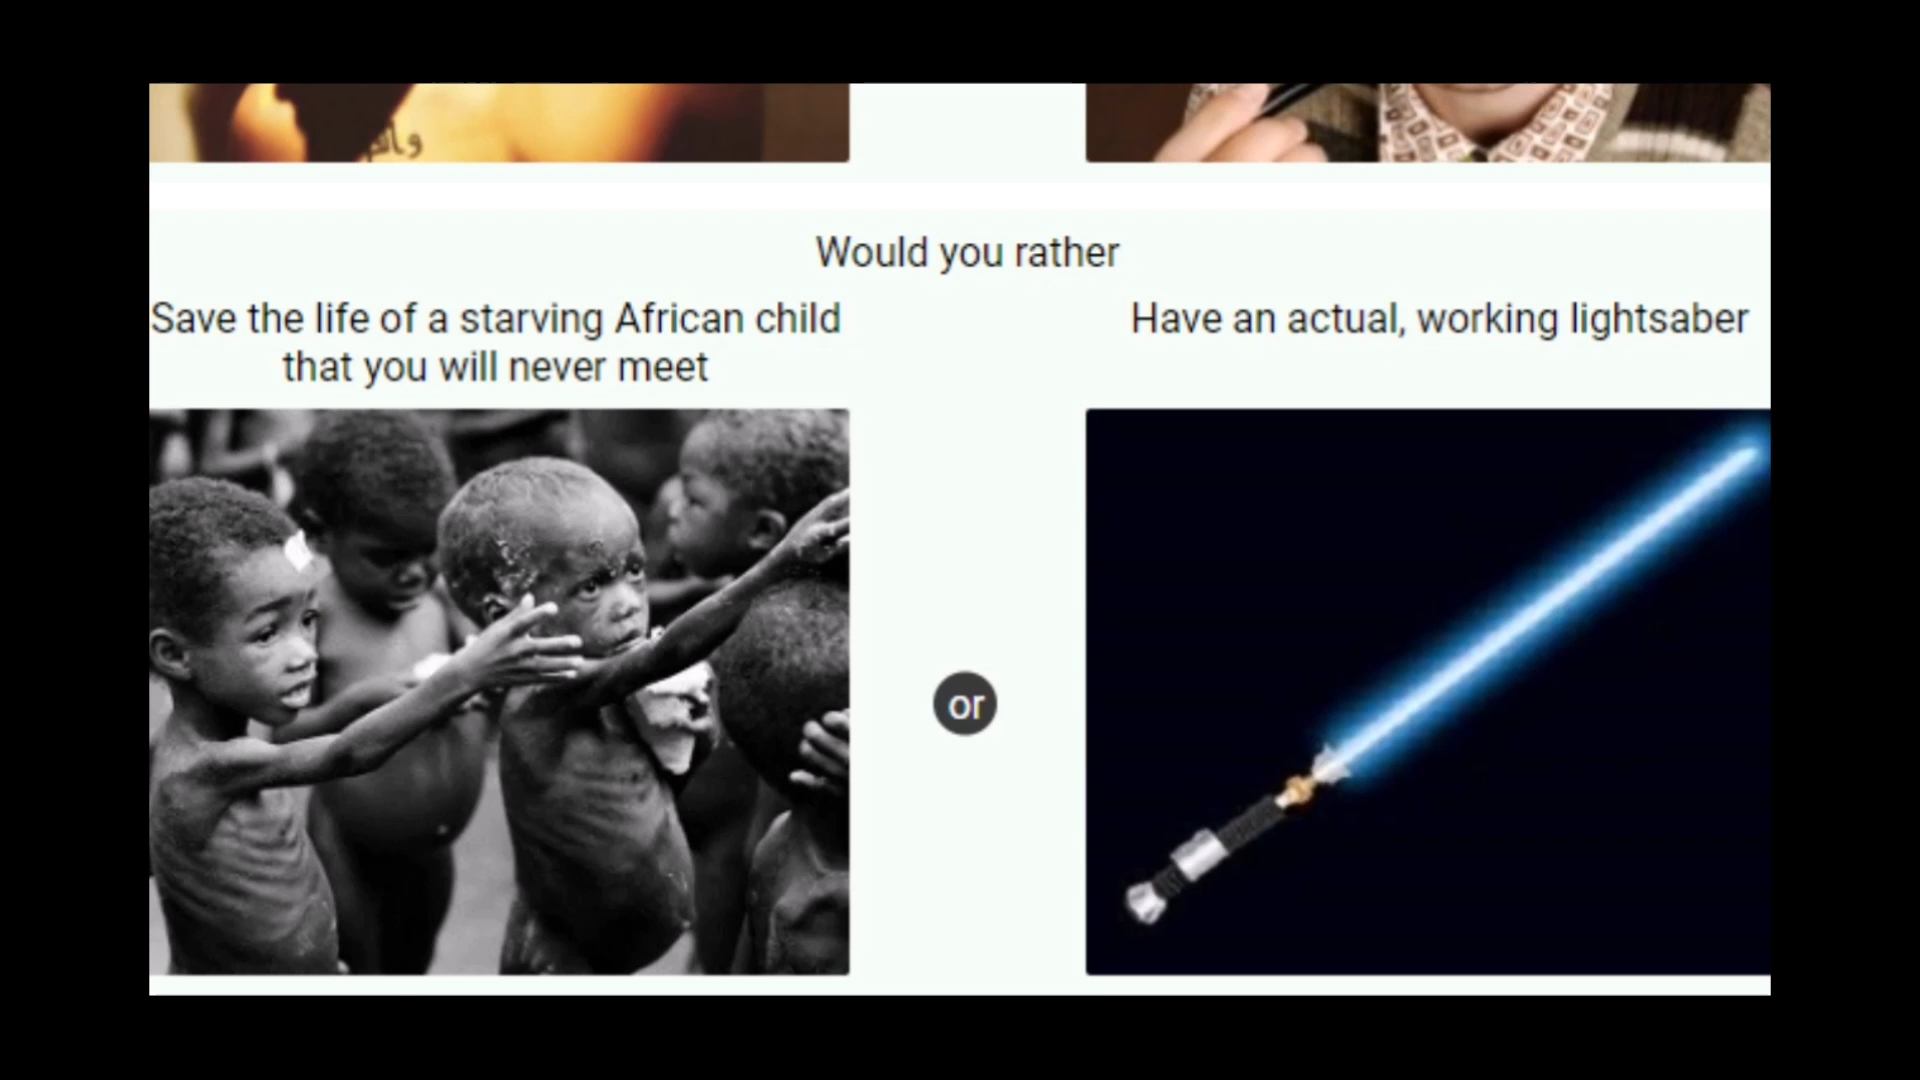 Would you rather
Save the life of a starving African child
that you will never meet
Have an actual, working lightsaber
or